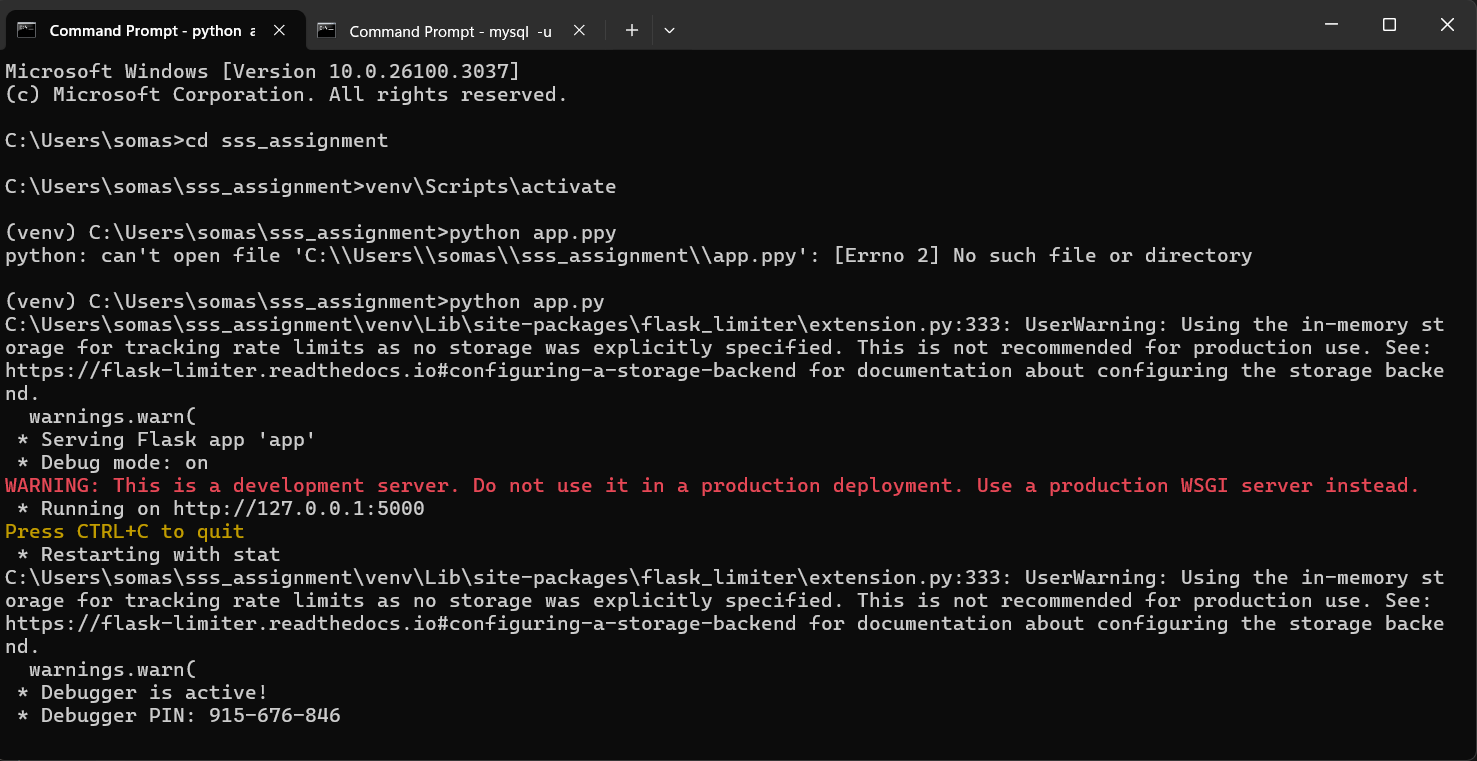 Command Prompt - python a
Command Prompt - mysql -u
Microsoft Windows [Version 10.0.26100.3037]
(c) Microsoft Corporation. All rights reserved.
C:\Users\somas>cd sss_assignment
C:\Users\somas\sss_assignment>venv\Scripts\activate
(venv) C:\Users\somas\sss_assignment>python app.ppy
python: can't open file 'C:\\Users\\somas\\sss_assignment\\app.ppy': [Errno 2] No such file or directory
(venv) C:\Users\somas\sss_assignment>python app.py
C:\Users\somas\sss_assignment\venv\Lib\site-packages\flask_limiter\extension.py:333: UserWarning: Using the in-memory st
orage for tracking rate limits as no storage was explicitly specified. This is not recommended for production use. See:
https://flask-limiter.readthedocs.io#configuring-a-storage-backend for documentation about configuring the storage backe
nd.
  warnings.warn(
 * Serving Flask app 'app'
 * Debug mode: on
WARNING: This is a development server. Do not use it in a production deployment. Use a production WSGI server instead.
 * Running on http://127.0.0.1:5000
Press CTRL+C to quit
 * Restarting with stat
C:\Users\somas\sss_assignment\venv\Lib\site-packages\flask_limiter\extension.py:333: UserWarning: Using the in-memory st
orage for tracking rate limits as no storage was explicitly specified. This is not recommended for production use. See:
https://flask-limiter.readthedocs.io#configuring-a-storage-backend for documentation about configuring the storage backe
nd.
  warnings.warn(
 * Debugger is active!
 * Debugger PIN: 915-676-846